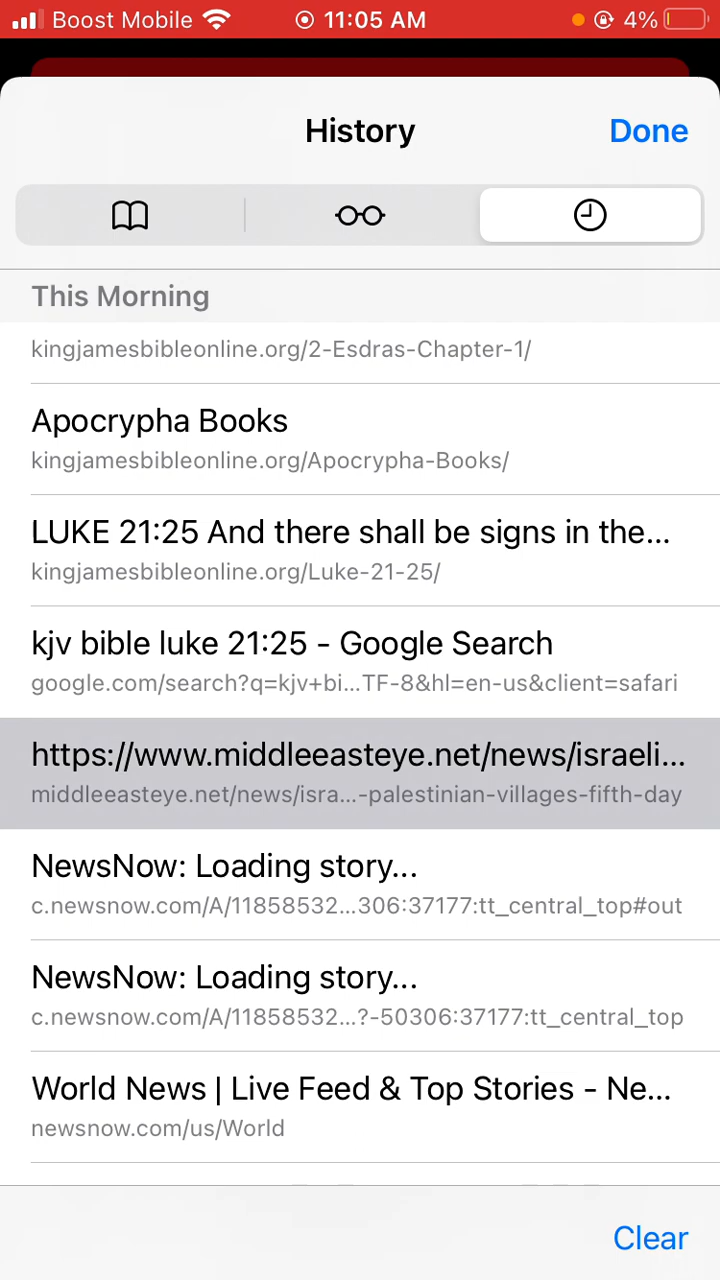 Boost Mobile 11:05 AM 4%
History Done
This Morning
kingjamesbibleonline.org/2-Esdras-Chapter-1/
Apocrypha Books
kingjamesbibleonline.org/Apocrypha-Books/
LUKE 21:25 And there shall be signs in the...
kingjamesbibleonline.org/Luke-21-25/
kjv bible luke 21:25 - Google Search
google.com/search?q=kjv+bi...TF-8&hl=en-us&client=safari
https://www.middleeasteye.net/news/israeli...
middleeasteye.net/news/isra...-palestinian-villages-fifth-day
NewsNow: Loading story...
c.newsnow.com/A/11858532...306:37177:tt_central_top#out
NewsNow: Loading story...
c.newsnow.com/A/11858532...?-50306:37177:tt_central_top
World News | Live Feed & Top Stories - Ne...
newsnow.com/us/World
Clear